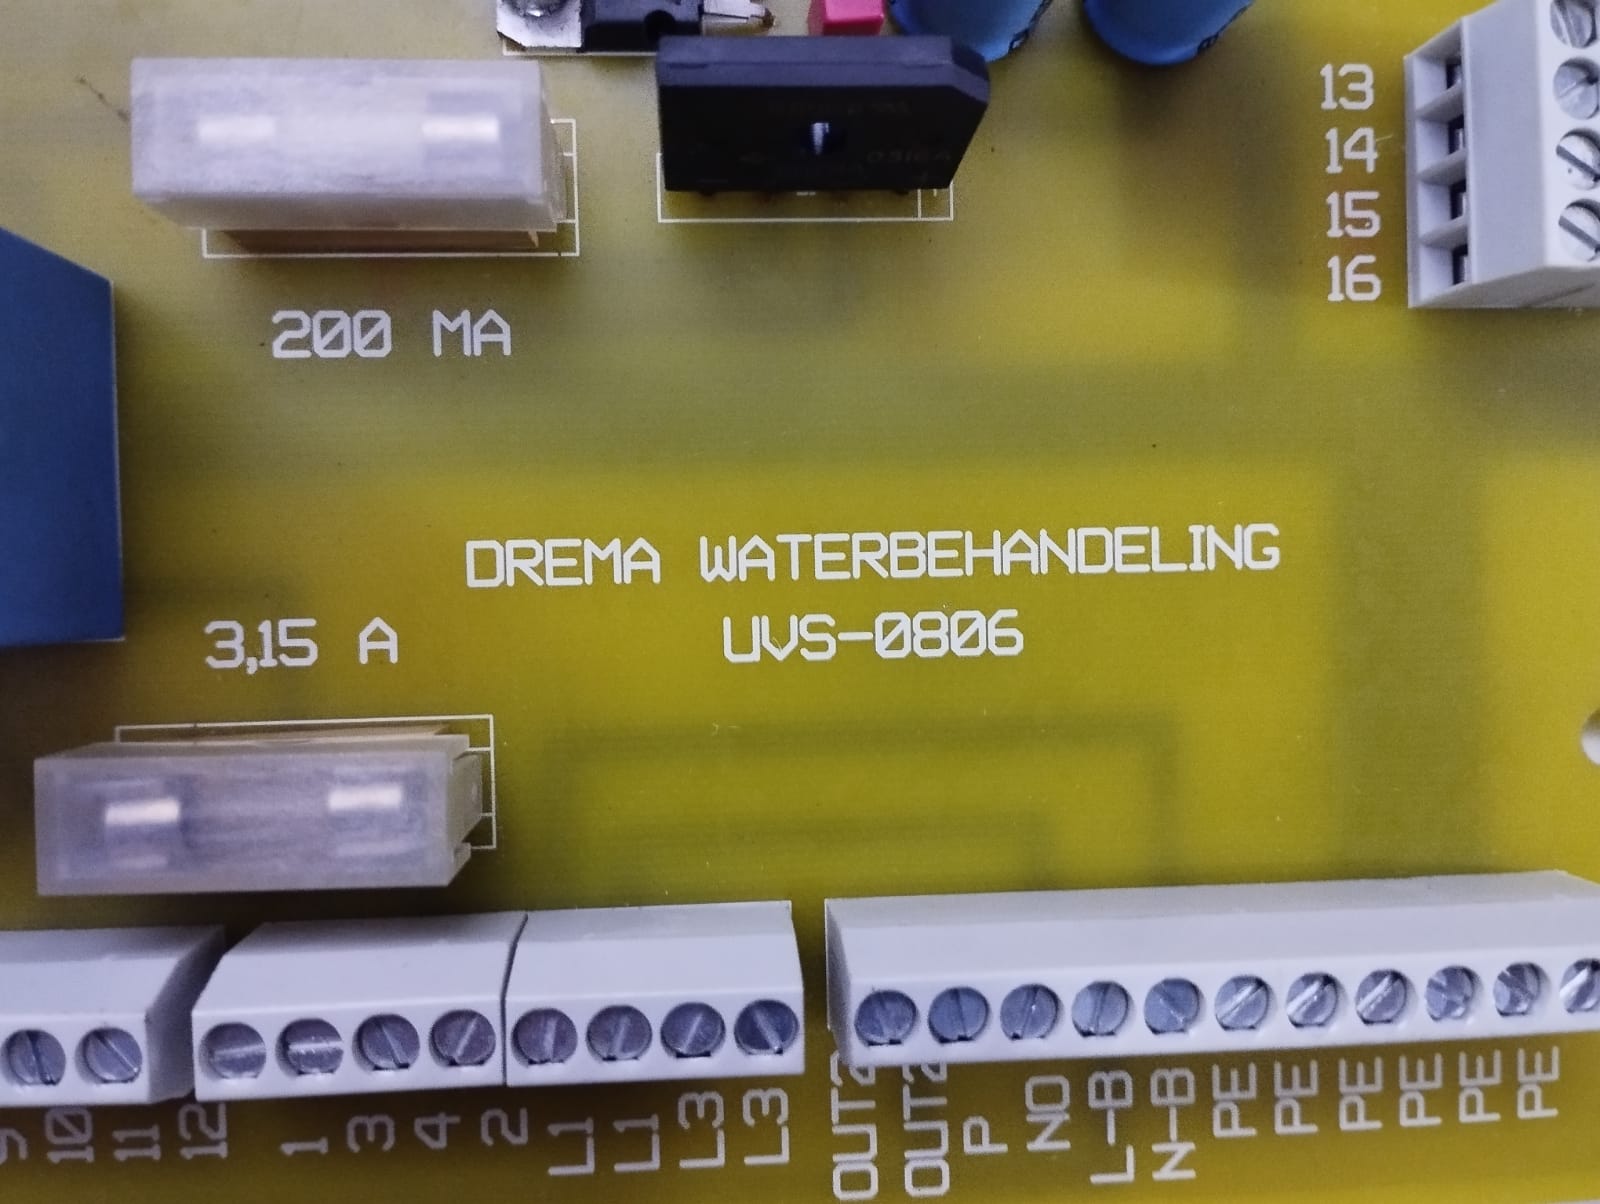 13
14
15
16
200 MA
DREMA WATERBEHANDELING
UVS-0806
3,15 A
9
10
11
12
1
3
4
2
L1
L1
L3
L3
OUT2
OUT2
P
NO
L-B
N-B
PE
PE
PE
PE
PE
PE